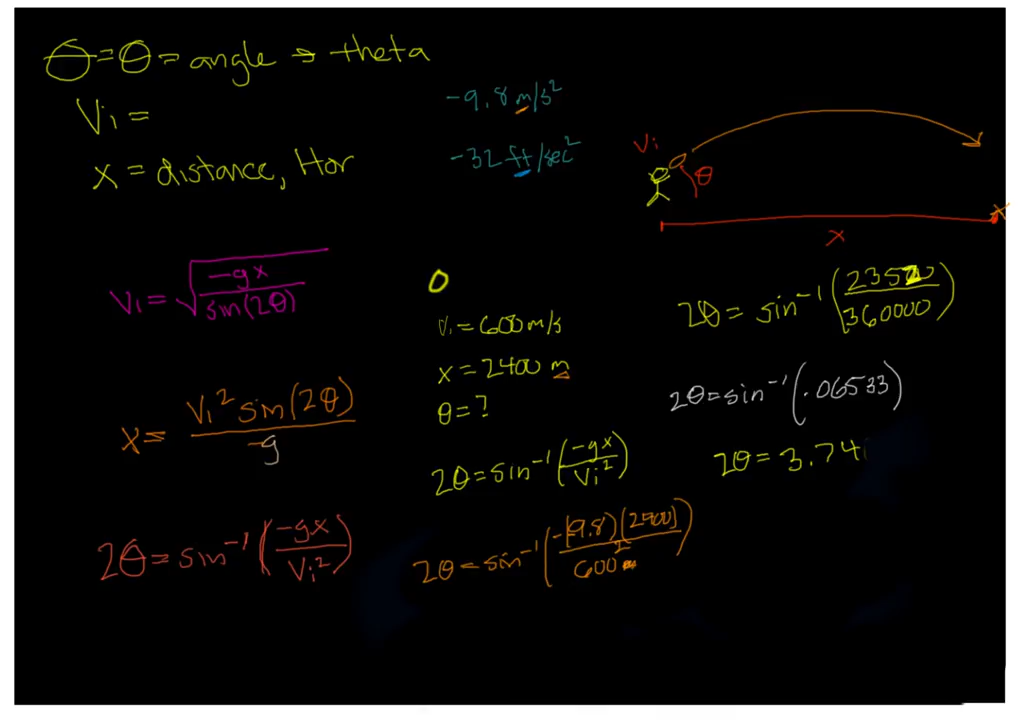 θ=θ= angle → theta
Vi =
x = distance, Hor
-9.8 m/s²
-32 ft/sec²
Vi
θ
x
Vi = √(-gx / sin(2θ))
x = Vi² sin(2θ) / -g
2θ = sin⁻¹(-gx / Vi²)
0
Vi = 600 m/s
x = 2400 m
θ = ?
2θ = sin⁻¹(-gx / Vi²)
2θ = sin⁻¹(-(9.8)(2400) / 600²)
2θ = sin⁻¹(23520 / 360000)
2θ = sin⁻¹(.06533)
2θ = 3.74